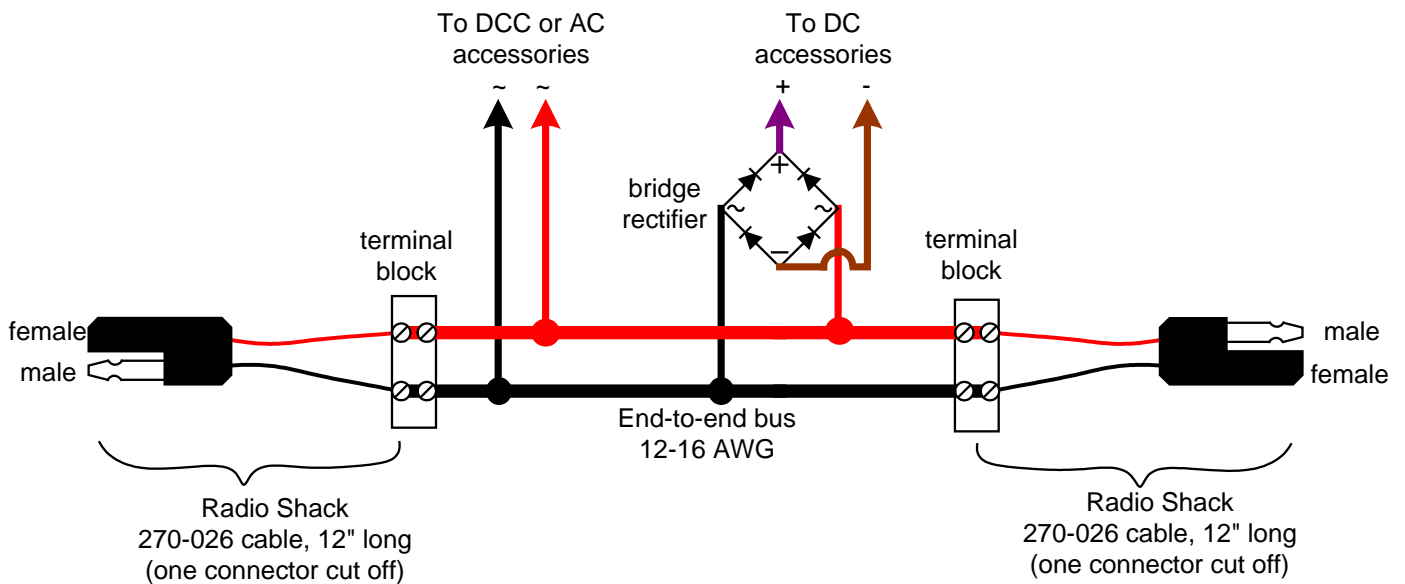 To DCC or AC
accessories
~ ~
To DC
accessories
+ -
bridge
rectifier
+
~ ~
–
terminal
block
terminal
block
female
male
male
female
End-to-end bus
12-16 AWG
Radio Shack
270-026 cable, 12" long
(one connector cut off)
Radio Shack
270-026 cable, 12" long
(one connector cut off)